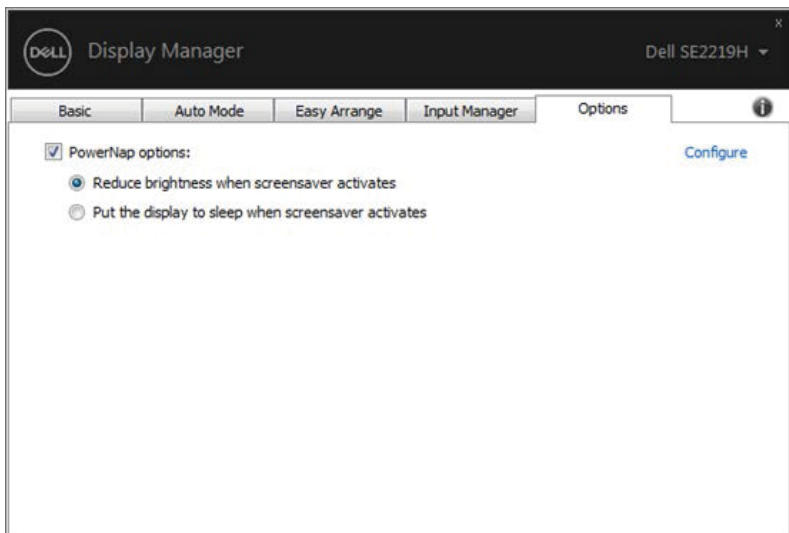 x
DELL Display Manager Dell SE2219H
Basic Auto Mode Easy Arrange Input Manager Options
PowerNap options: Configure
Reduce brightness when screensaver activates
Put the display to sleep when screensaver activates